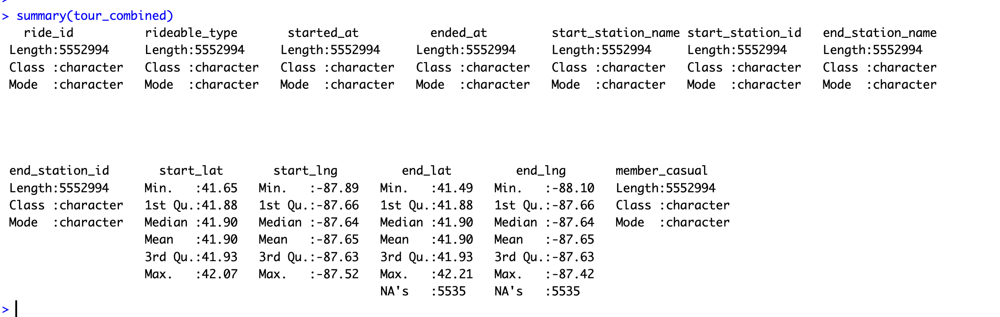 >
> summary(tour_combined)
ride_id rideable_type started_at ended_at start_station_name start_station_id end_station_name
Length:5552994 Length:5552994 Length:5552994 Length:5552994 Length:5552994 Length:5552994 Length:5552994
Class :character Class :character Class :character Class :character Class :character Class :character Class :character
Mode :character Mode :character Mode :character Mode :character Mode :character Mode :character Mode :character
end_station_id start_lat start_lng end_lat end_lng member_casual
Length:5552994 Min. :41.65 Min. :-87.89 Min. :41.49 Min. :-88.10 Length:5552994
Class :character 1st Qu.:41.88 1st Qu.:-87.66 1st Qu.:41.88 1st Qu.:-87.66 Class :character
Mode :character Median :41.90 Median :-87.64 Median :41.90 Median :-87.64 Mode :character
Mean :41.90 Mean :-87.65 Mean :41.90 Mean :-87.65
3rd Qu.:41.93 3rd Qu.:-87.63 3rd Qu.:41.93 3rd Qu.:-87.63
Max. :42.07 Max. :-87.52 Max. :42.21 Max. :-87.42
NA's :5535 NA's :5535
>